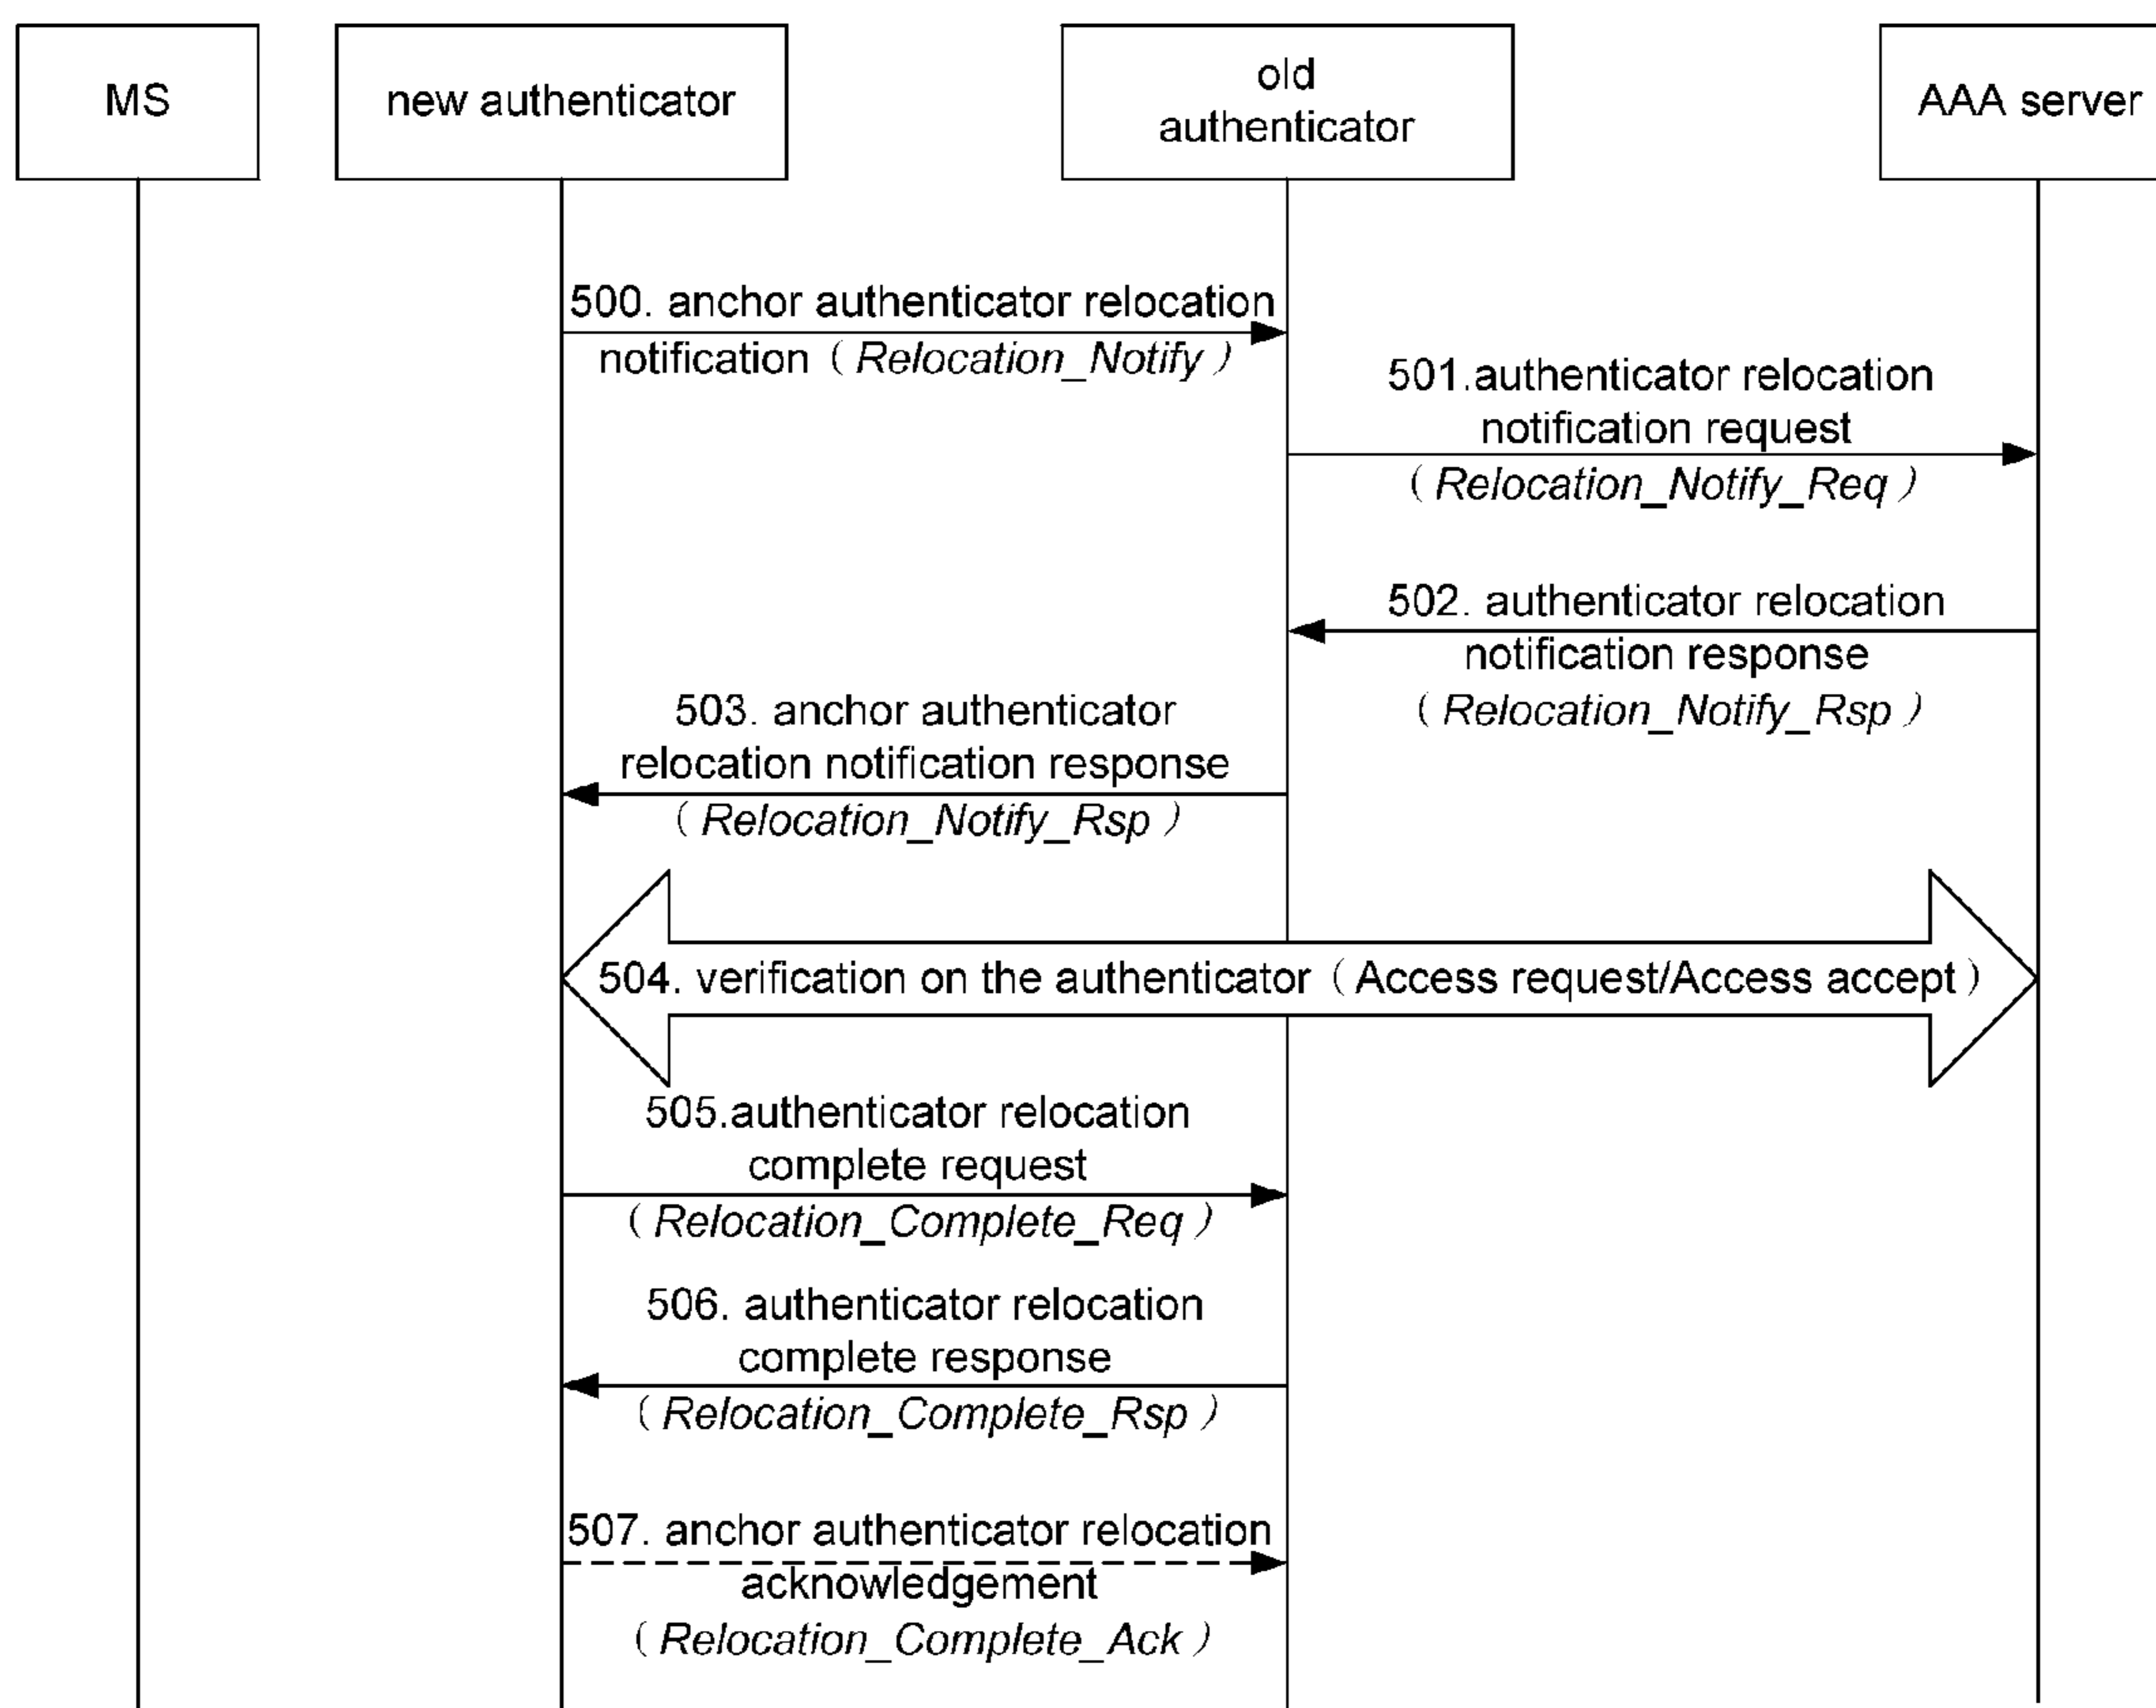 MS
new authenticator
old
authenticator
AAA server
500. anchor authenticator relocation
notification（Relocation_Notify）
501.authenticator relocation
notification request
（Relocation_Notify_Req）
502. authenticator relocation
notification response
（Relocation_Notify_Rsp）
503. anchor authenticator
relocation notification response
（Relocation_Notify_Rsp）
504. verification on the authenticator（Access request/Access accept）
505.authenticator relocation
complete request
（Relocation_Complete_Req）
506. authenticator relocation
complete response
（Relocation_Complete_Rsp）
507. anchor authenticator relocation
acknowledgement
（Relocation_Complete_Ack）